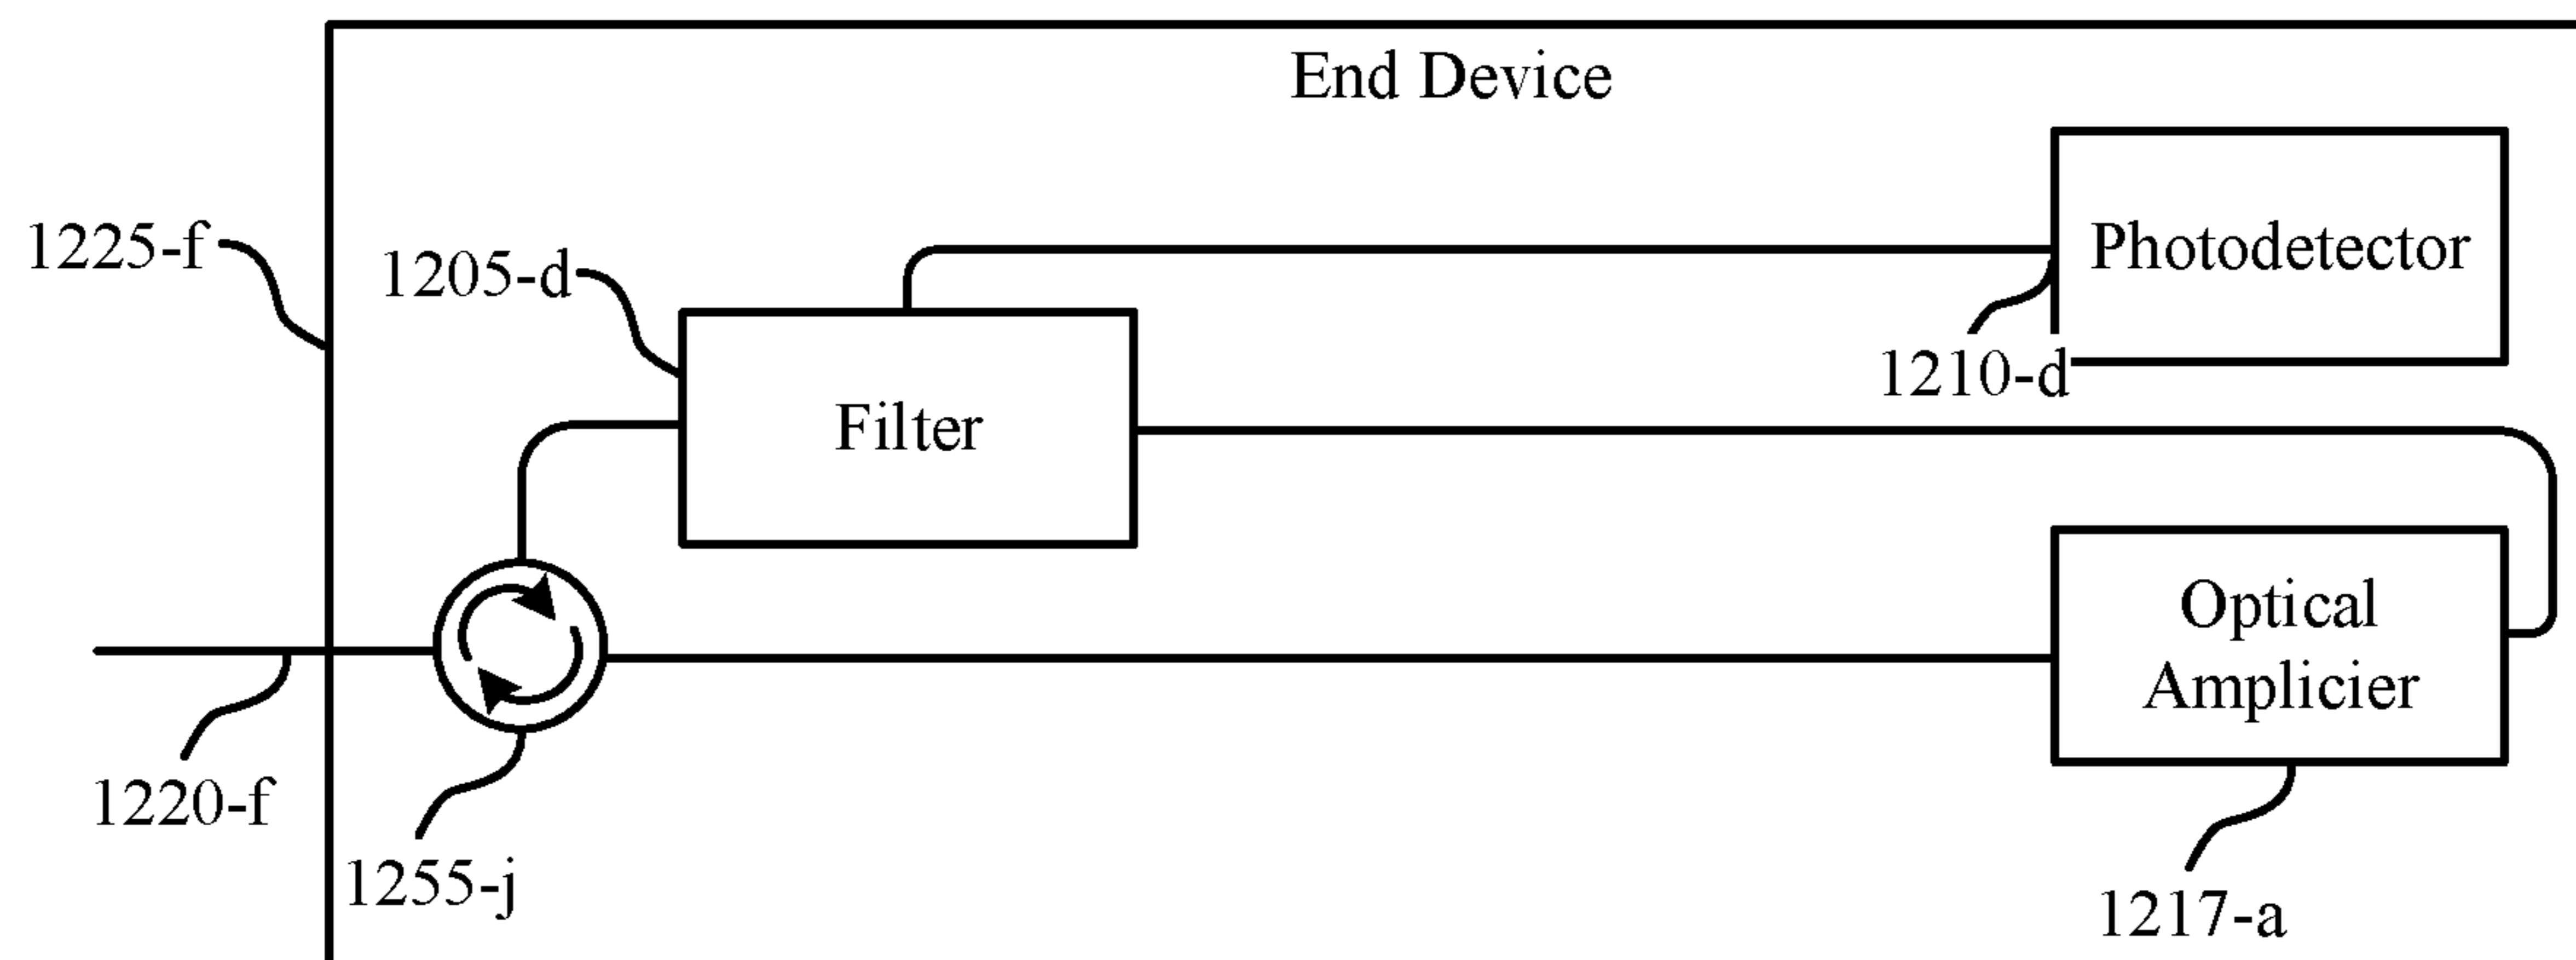 End Device
1225-f
1205-d
Photodetector
1210-d
Filter
Optical
Amplicier
1220-f
1255-j
1217-a